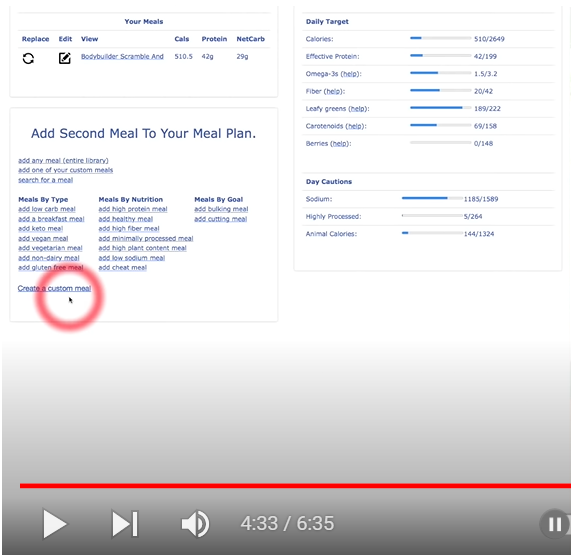 Your Meals
Replace Edit View Cals Protein NetCarb
Bodybuilder Scramble And 510.5 42g 29g
Add Second Meal To Your Meal Plan.
add any meal (entire library)
add one of your custom meals
search for a meal
Meals By Type Meals By Nutrition Meals By Goal
add low carb meal add high protein meal add bulking meal
add a breakfast meal add healthy meal add cutting meal
add keto meal add high fiber meal
add vegan meal add minimally processed meal
add vegetarian meal add high plant content meal
add non-dairy meal add low sodium meal
add gluten free meal add cheat meal
Create a custom meal
Daily Target
Calories: 510/2649
Effective Protein: 42/199
Omega-3s (help): 1.5/3.2
Fiber (help): 20/42
Leafy greens (help): 189/222
Carotenoids (help): 69/158
Berries (help): 0/148
Day Cautions
Sodium: 1185/1589
Highly Processed: 5/264
Animal Calories: 144/1324
4:33 / 6:35